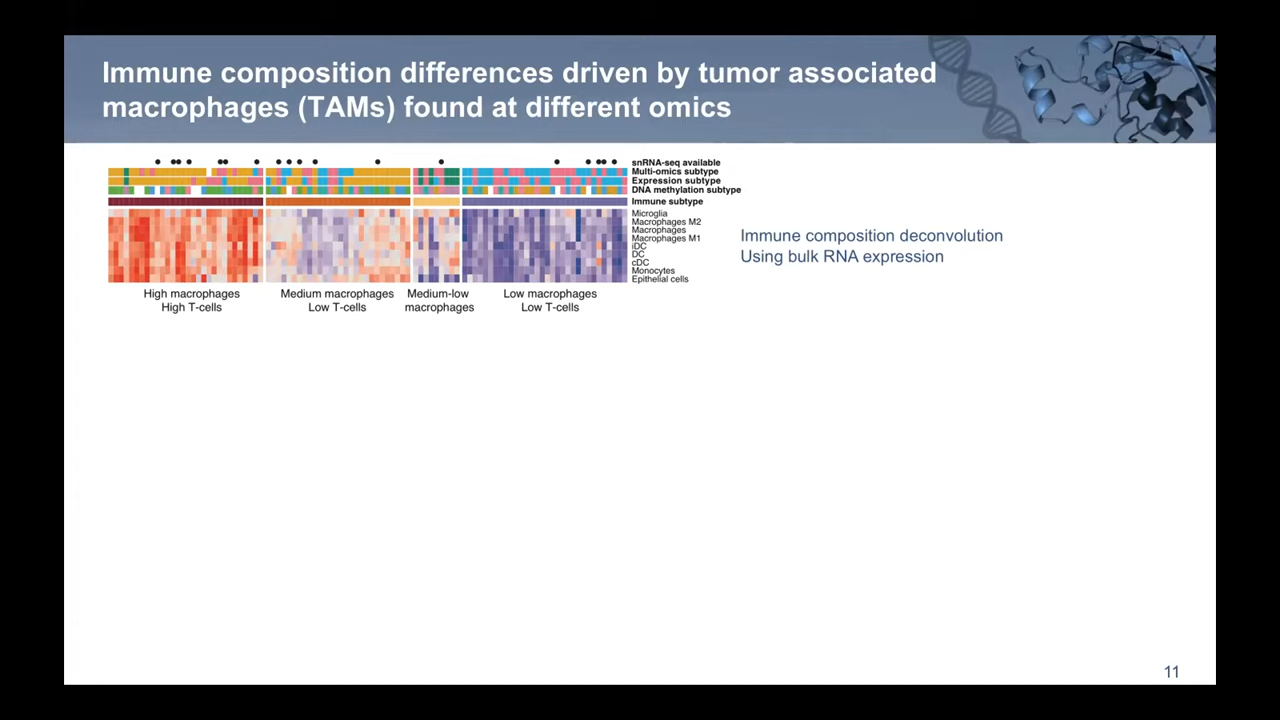 Immune composition differences driven by tumor associated
macrophages (TAMs) found at different omics
snRNA-seq available
Multi-omics subtype
Expression subtype
DNA methylation subtype
Immune subtype
Microglia
Macrophages M2
Macrophages
Macrophages M1
iDC
DC
cDC
Monocytes
Epithelial cells
Immune composition deconvolution
Using bulk RNA expression
High macrophages
High T-cells
Medium macrophages
Low T-cells
Medium-low
macrophages
Low macrophages
Low T-cells
11